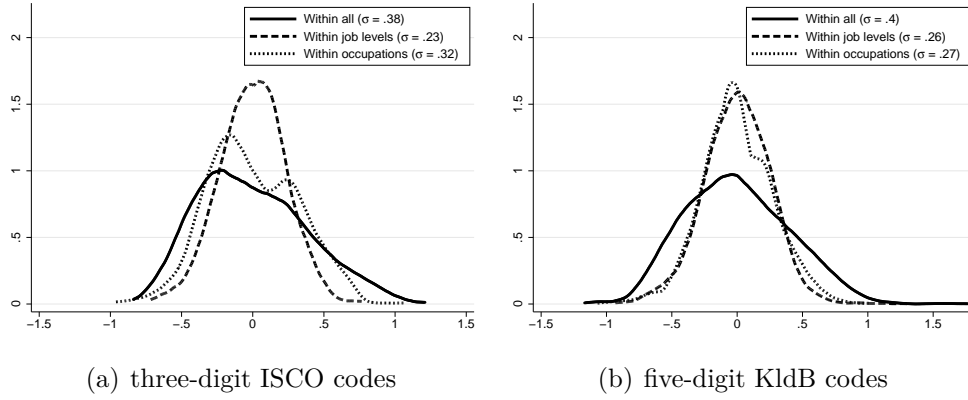 Within all (σ = .38)
Within job levels (σ = .23)
Within occupations (σ = .32)
2
1.5
1
.5
0
−1.5 −1 −.5 0 .5 1 1.5
(a) three-digit ISCO codes
Within all (σ = .4)
Within job levels (σ = .26)
Within occupations (σ = .27)
2
1.5
1
.5
0
−1.5 −1 −.5 0 .5 1 1.5
(b) five-digit KldB codes